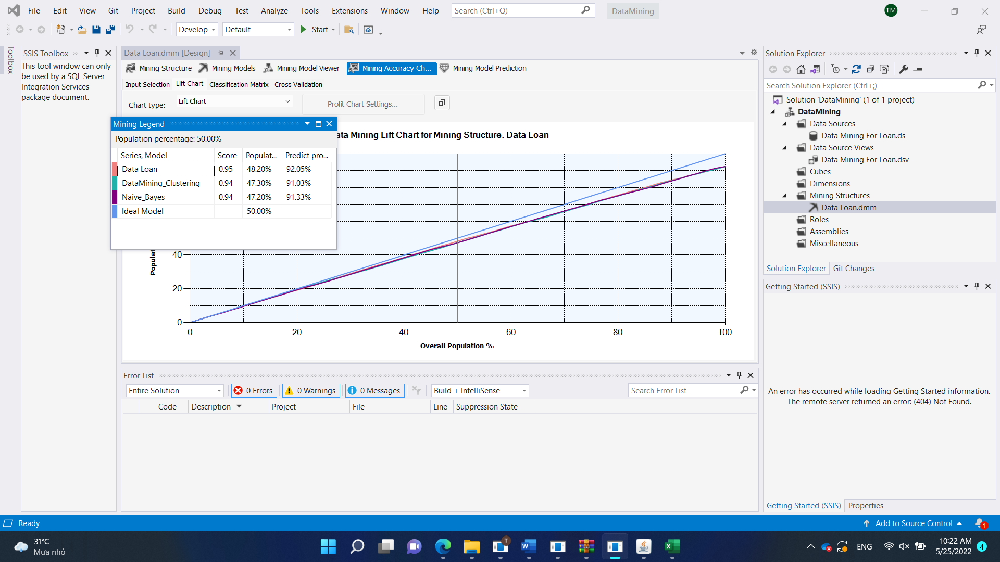 File Edit View Git Project Build Debug Test Analyze Tools Extensions Window Help Search (Ctrl+Q) DataMining TM
Develop Default Start
Toolbox
SSIS Toolbox
This tool window can only
be used by a SQL Server
Integration Services
package document.
Data Loan.dmm [Design]
Mining Structure Mining Models Mining Model Viewer Mining Accuracy Ch... Mining Model Prediction
Input Selection Lift Chart Classification Matrix Cross Validation
Chart type: Lift Chart Profit Chart Settings...
Mining Legend
Population percentage: 50.00%
Series, Model Score Populat... Predict pro...
Data Loan 0.95 48.20% 92.05%
DataMining_Clustering 0.94 47.30% 91.03%
Naive_Bayes 0.94 47.20% 91.33%
Ideal Model 50.00%
ata Mining Lift Chart for Mining Structure: Data Loan
Populat
40
20
0
0 20 40 60 80 100
Overall Population %
Error List
Entire Solution 0 Errors 0 Warnings 0 Messages Build + IntelliSense Search Error List
Code Description Project File Line Suppression State
Solution Explorer
Search Solution Explorer (Ctrl+;)
Solution 'DataMining' (1 of 1 project)
DataMining
Data Sources
Data Mining For Loan.ds
Data Source Views
Data Mining For Loan.dsv
Cubes
Dimensions
Mining Structures
Data Loan.dmm
Roles
Assemblies
Miscellaneous
Solution Explorer Git Changes
Getting Started (SSIS)
An error has occurred while loading Getting Started information.
The remote server returned an error: (404) Not Found.
Getting Started (SSIS) Properties
Ready Add to Source Control 1
31°C
Mưa nhỏ
T
ENG
10:22 AM
5/25/2022
4